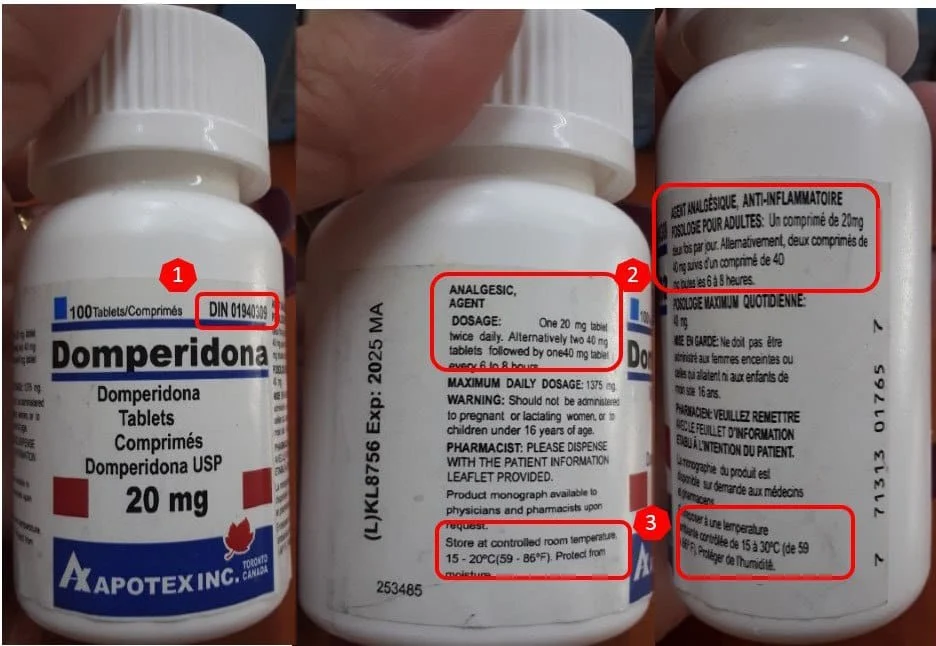 1
100 Tablets/Comprimés
DIN 01940309
Domperidona
Domperidona
Tablets
Comprimés
Domperidona USP
20 mg
APOTEX INC.
TORONTO
CANADA
(L)KL8756 Exp: 2025 MA
253485
2
ANALGESIC,
AGENT
DOSAGE: One 20 mg tablet
twice daily. Alternatively two 40 mg
tablets followed by one40 mg tablet
every 6 to 8 hours
MAXIMUM DAILY DOSAGE: 1375 mg.
WARNING: Should not be administered
to pregnant or lactating women, or to
children under 16 years of age.
PHARMACIST: PLEASE DISPENSE
WITH THE PATIENT INFORMATION
LEAFLET PROVIDED.
Product monograph available to
physicians and pharmacists upon
request.
3
Store at controlled room temperature,
15 - 20ºC(59 - 86ºF). Protect from
moisture
AGENT ANALGÉSIQUE, ANTI-INFLAMMATOIRE
POSOLOGIE POUR ADULTES: Un comprimé de 20mg
deux fois par jour. Alternativement, deux comprimés de
40 mg suivis d'un comprimé de 40
mg toutes les 6 à 8 heures.
POSOLOGIE MAXIMUM QUOTIDIENNE:
MISE EN GARDE: Ne doit pas être
administré aux femmes enceintes ou
celles qui allaitent ni aux enfants de
16 ans.
PHARMACIEN: VEUILLEZ REMETTRE
AVEC LE FEUILLET D'INFORMATION
ETABLI À L'INTENTION DU PATIENT.
La monographie du produit est
disponible sur demande aux médecins
et pharmaciens
à une température
contrôlée de 15 à 30ºC (de 59
86ºF). Protéger de l'humidité.
7 71313 01765 7